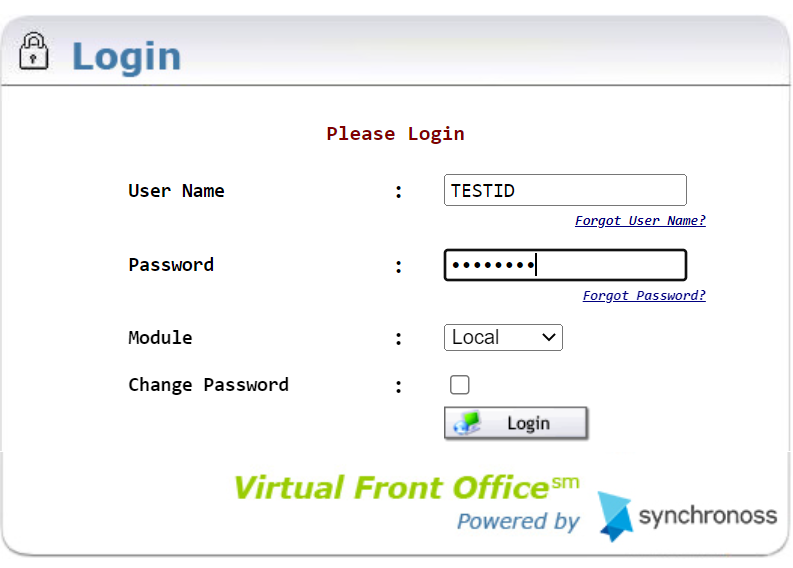 Login
Please Login
User Name : TESTID
Forgot User Name?
Password : ••••••••
Forgot Password?
Module : Local
Change Password :
Login
Virtual Front Office℠
Powered by synchronoss